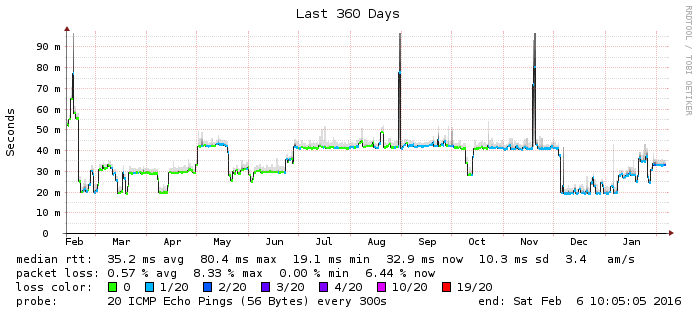 Last 360 Days
RRDTOOL / TOBI OETIKER
Seconds
90 m
80 m
70 m
60 m
50 m
40 m
30 m
20 m
10 m
0
Feb Mar Apr May Jun Jul Aug Sep Oct Nov Dec Jan
median rtt: 35.2 ms avg 80.4 ms max 19.1 ms min 32.9 ms now 10.3 ms sd 3.4 am/s
packet loss: 0.57 % avg 8.33 % max 0.00 % min 6.44 % now
loss color: 0 1/20 2/20 3/20 4/20 10/20 19/20
probe: 20 ICMP Echo Pings (56 Bytes) every 300s end: Sat Feb 6 10:05:05 2016